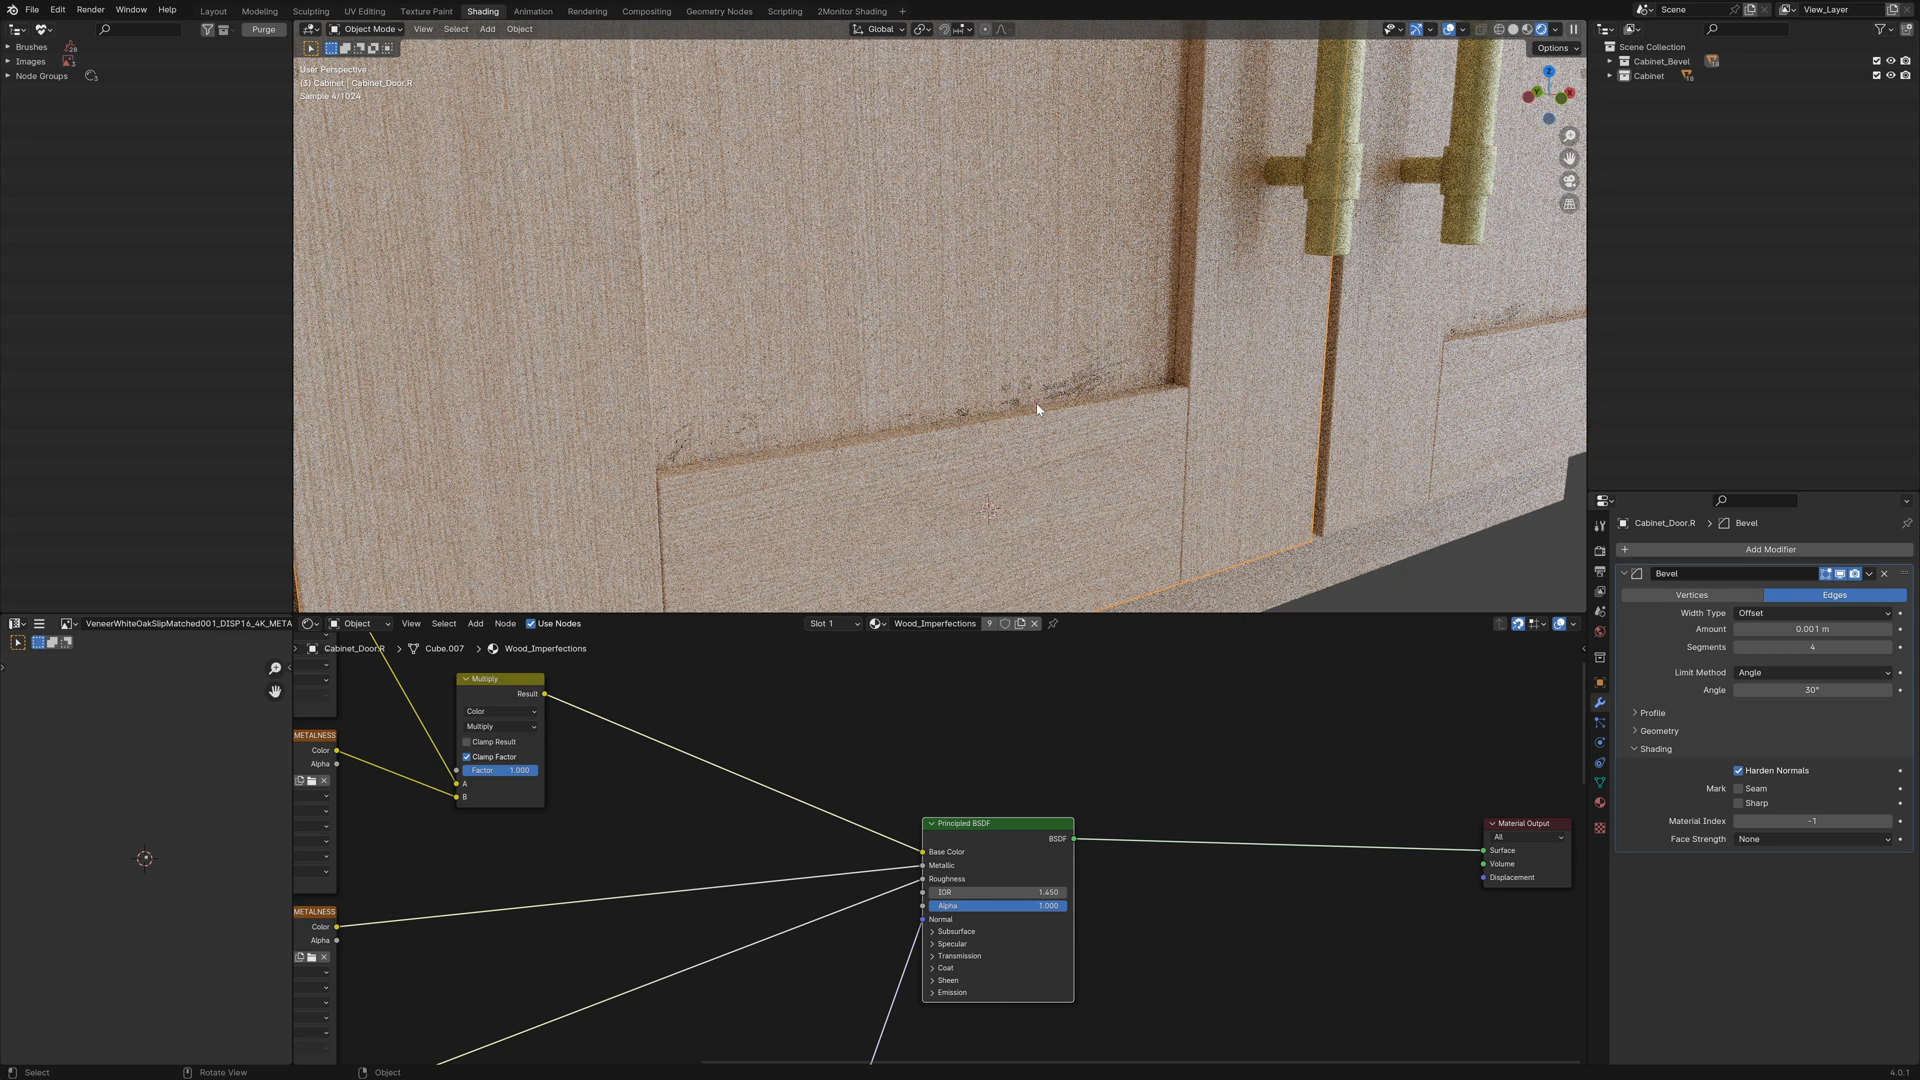 File Edit Render Window Help
Layout Modeling Sculpting UV Editing Texture Paint Shading Animation Rendering Compositing Geometry Nodes Scripting 2Monitor Shading +
Scene
View_Layer
Purge
Brushes
28
Images
3
Node Groups
3
Object Mode View Select Add Object
Global
Options
User Perspective
(3) Cabinet | Cabinet_Door.R
Sample 4/1024
Z
Y
X
Scene Collection
Cabinet_Bevel
18
Cabinet
18
Cabinet_Door.R > Bevel
+ Add Modifier
Bevel
Vertices Edges
Width Type Offset
Amount 0.001 m
Segments 4
Limit Method Angle
Angle 30°
Profile
Geometry
Shading
Harden Normals
Mark Seam
Sharp
Material Index -1
Face Strength None
VeneerWhiteOakSlipMatched001_DISP16_4K_META
Object View Select Add Node Use Nodes
Slot 1
Wood_Imperfections 9
Cabinet_Door.R > Cube.007 > Wood_Imperfections
Multiply
Result
Color
Multiply
Clamp Result
Clamp Factor
Factor 1.000
A
B
METALNESS
Color
Alpha
METALNESS
Color
Alpha
Principled BSDF
BSDF
Base Color
Metallic
Roughness
IOR 1.450
Alpha 1.000
Normal
Subsurface
Specular
Transmission
Coat
Sheen
Emission
Material Output
All
Surface
Volume
Displacement
Select
Rotate View
Object
4.0.1